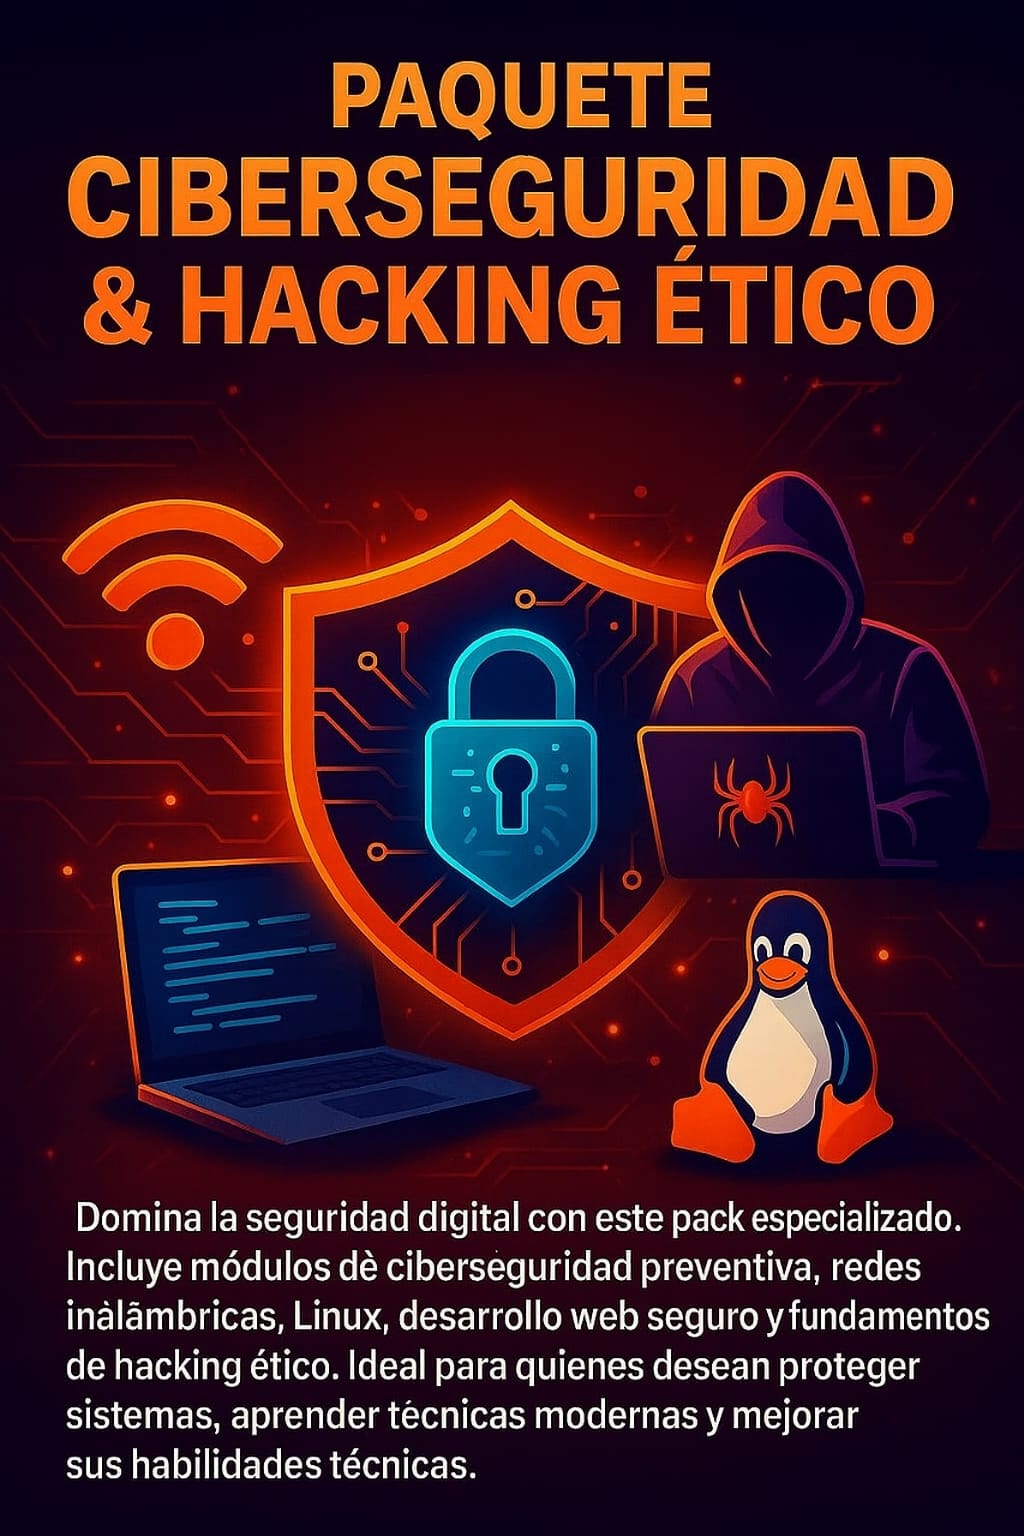 PAQUETE
CIBERSEGURIDAD
& HACKING ÉTICO
Domina la seguridad digital con este pack especializado.
Incluye módulos dè ciberseguridad preventiva, redes
inàlãmbricas, Linux, desarrollo web seguro y fundamentos
de hacking ético. Ideal para quienes desean proteger
sistemas, aprender técnicas modernas y mejorar
sus habilidades técnicas.